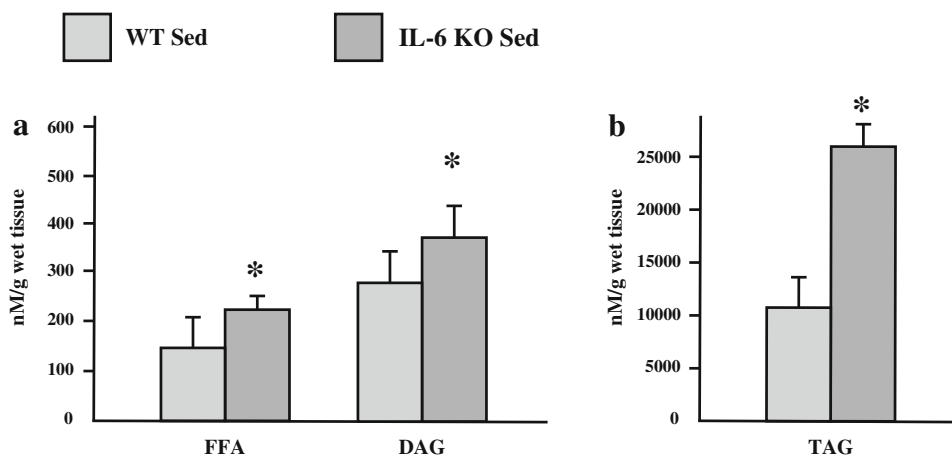 WT Sed
IL-6 KO Sed
a
nM/g wet tissue
600
500
400
300
200
100
0
*
*
FFA
DAG
b
nM/g wet tissue
25000
20000
15000
10000
5000
0
*
TAG